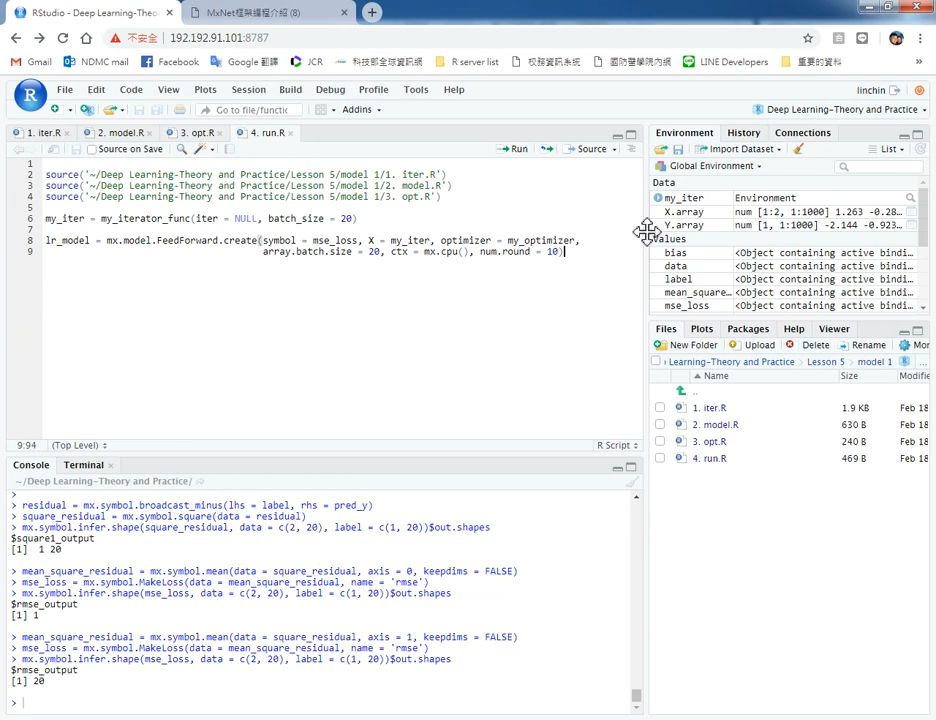 RStudio - Deep Learning-Theo
MxNet框架編程介紹 (8)
不安全
192.192.91.101:8787
Gmail
NDMC mail
Facebook
Google 翻譯
JCR
科技部全球資訊網
R server list
校務資訊系統
國防醫學院內網
LINE Developers
重要的資料
»
File Edit Code View Plots Session Build Debug Profile Tools Help
linchin
Go to file/functic
Addins
Deep Learning-Theory and Practice
1. iter.R
2. model.R
3. opt.R
4. run.R
Source on Save
Run
Source
1
2 source('~/Deep Learning-Theory and Practice/Lesson 5/model 1/1. iter.R')
3 source('~/Deep Learning-Theory and Practice/Lesson 5/model 1/2. model.R')
4 source('~/Deep Learning-Theory and Practice/Lesson 5/model 1/3. opt.R')
5
6 my_iter = my_iterator_func(iter = NULL, batch_size = 20)
7
8 lr_model = mx.model.FeedForward.create(symbol = mse_loss, X = my_iter, optimizer = my_optimizer,
9 array.batch.size = 20, ctx = mx.cpu(), num.round = 10)
9:94 (Top Level) R Script
Console Terminal
~/Deep Learning-Theory and Practice/
>
> residual = mx.symbol.broadcast_minus(lhs = label, rhs = pred_y)
> square_residual = mx.symbol.square(data = residual)
> mx.symbol.infer.shape(square_residual, data = c(2, 20), label = c(1, 20))$out.shapes
$square1_output
[1] 1 20
> mean_square_residual = mx.symbol.mean(data = square_residual, axis = 0, keepdims = FALSE)
> mse_loss = mx.symbol.MakeLoss(data = mean_square_residual, name = 'rmse')
> mx.symbol.infer.shape(mse_loss, data = c(2, 20), label = c(1, 20))$out.shapes
$rmse_output
[1] 1
> mean_square_residual = mx.symbol.mean(data = square_residual, axis = 1, keepdims = FALSE)
> mse_loss = mx.symbol.MakeLoss(data = mean_square_residual, name = 'rmse')
> mx.symbol.infer.shape(mse_loss, data = c(2, 20), label = c(1, 20))$out.shapes
$rmse_output
[1] 20
>
Environment History Connections
Import Dataset
List
Global Environment
Data
my_iter Environment
X.array num [1:2, 1:1000] 1.263 -0.28…
Y.array num [1, 1:1000] -2.144 -0.923…
Values
bias <Object containing active bindi…
data <Object containing active bindi…
label <Object containing active bindi…
mean_square… <Object containing active bindi…
mse_loss <Object containing active bindi…
Files Plots Packages Help Viewer
New Folder Upload Delete Rename Mor
Learning-Theory and Practice Lesson 5 model 1 …
Name Size Modifie
..
1. iter.R 1.9 KB Feb 18
2. model.R 630 B Feb 18
3. opt.R 240 B Feb 18
4. run.R 469 B Feb 18